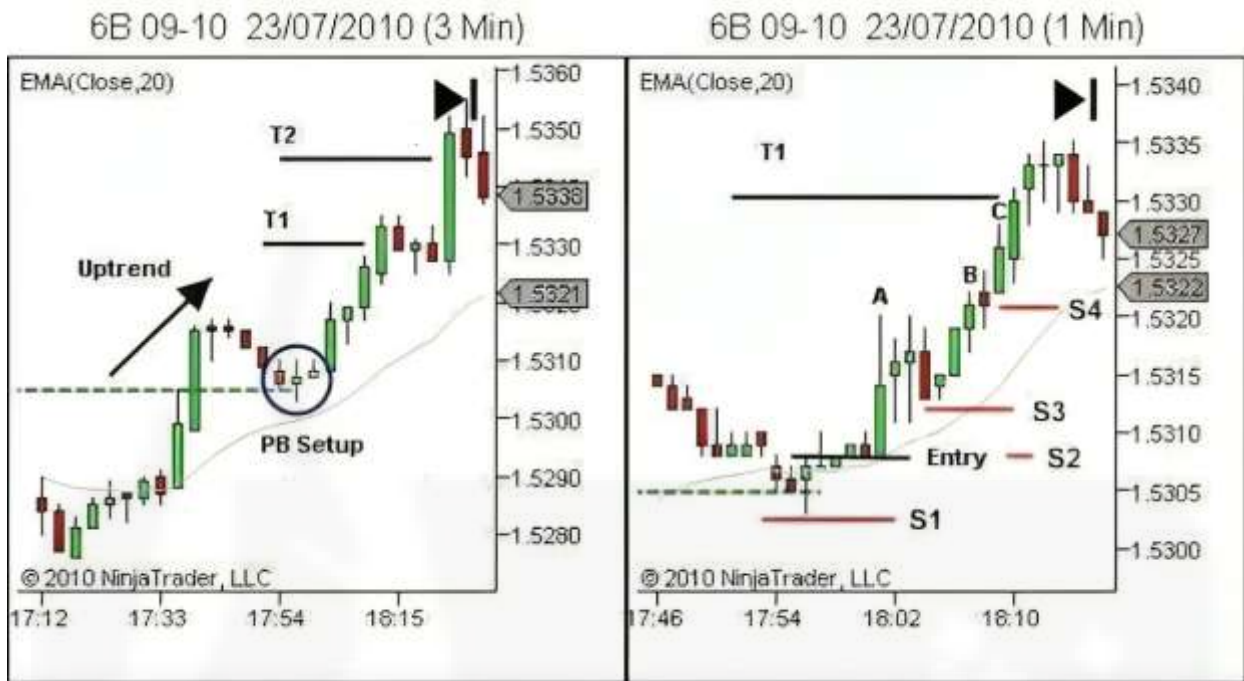 6B 09-10 23/07/2010 (3 Min)
EMA(Close,20)
T2
T1
Uptrend
PB Setup
1.5360
1.5350
1.5338
1.5330
1.5321
1.5310
1.5300
1.5290
1.5280
© 2010 NinjaTrader, LLC
17:12 17:33 17:54 18:15
6B 09-10 23/07/2010 (1 Min)
EMA(Close,20)
T1
C
B
A
S4
S3
Entry
S2
S1
1.5340
1.5335
1.5330
1.5327
1.5325
1.5322
1.5320
1.5315
1.5310
1.5305
1.5300
© 2010 NinjaTrader, LLC
17:46 17:54 18:02 18:10